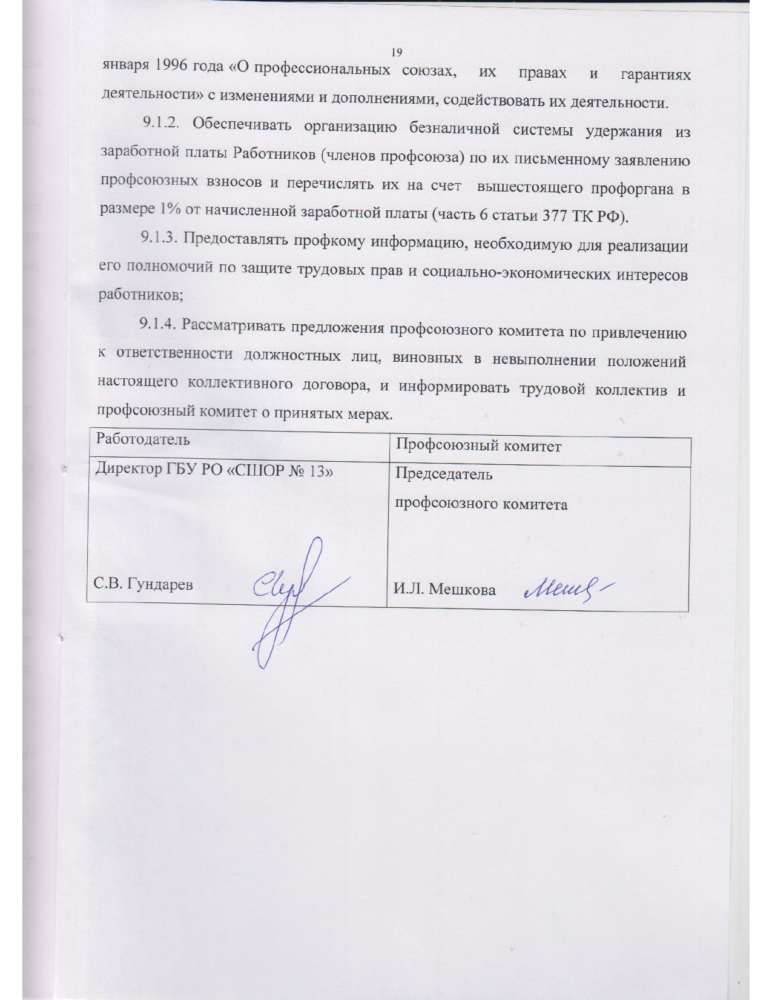 19
января 1996 года «О профессиональных союзах, их правах и гарантиях
деятельности» с изменениями и дополнениями, содействовать их деятельности.
9.1.2. Обеспечивать организацию безналичной системы удержания из
заработной платы Работников (членов профсоюза) по их письменному заявлению
профсоюзных взносов и перечислять их на счет вышестоящего профоргана в
размере 1% от начисленной заработной платы (часть 6 статьи 377 ТК РФ).
9.1.3. Предоставлять профкому информацию, необходимую для реализации
его полномочий по защите трудовых прав и социально-экономических интересов
работников;
9.1.4. Рассматривать предложения профсоюзного комитета по привлечению
к ответственности должностных лиц, виновных в невыполнении положений
настоящего коллективного договора, и информировать трудовой коллектив и
профсоюзный комитет о принятых мерах.
Работодатель
Профсоюзный комитет
Директор ГБУ РО «СШОР № 13»
С.В. Гундарев
Председатель
профсоюзного комитета
И.Л. Мешкова